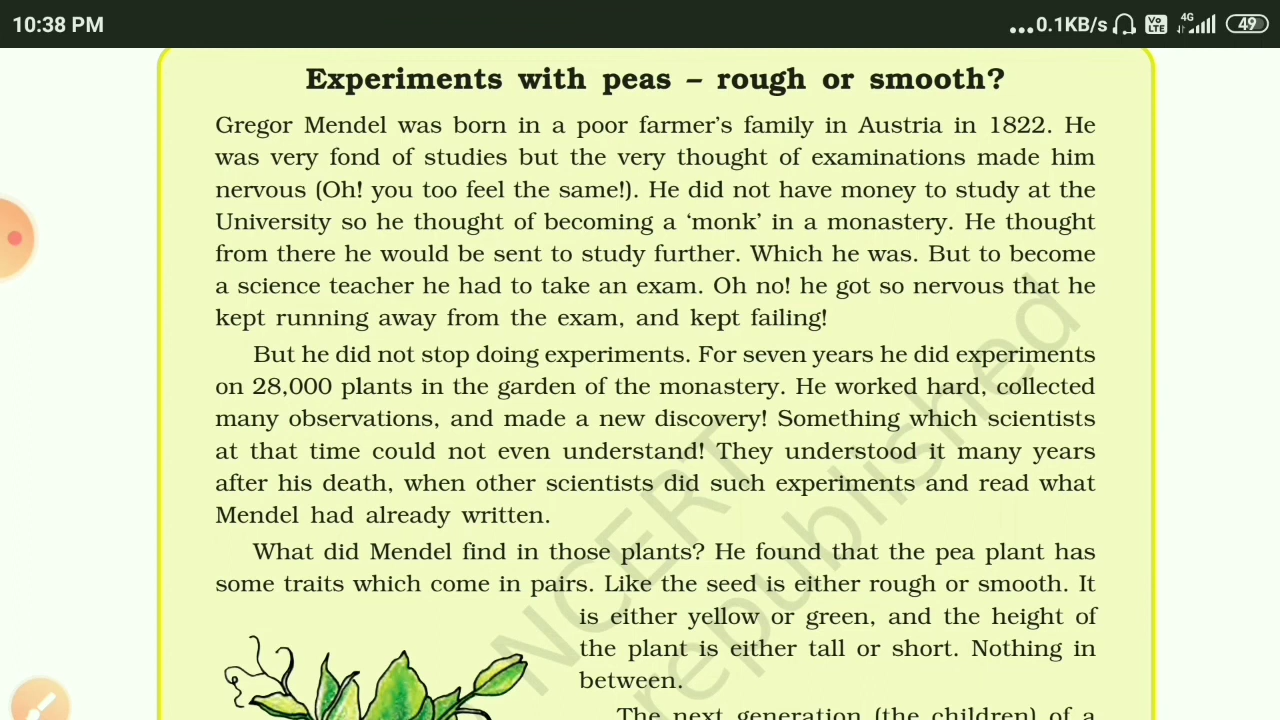 10:38 PM
...0.1KB/s Vo LTE 4G 49
Experiments with peas – rough or smooth?
Gregor Mendel was born in a poor farmer's family in Austria in 1822. He
was very fond of studies but the very thought of examinations made him
nervous (Oh! you too feel the same!). He did not have money to study at the
University so he thought of becoming a 'monk' in a monastery. He thought
from there he would be sent to study further. Which he was. But to become
a science teacher he had to take an exam. Oh no! he got so nervous that he
kept running away from the exam, and kept failing!
But he did not stop doing experiments. For seven years he did experiments
on 28,000 plants in the garden of the monastery. He worked hard, collected
many observations, and made a new discovery! Something which scientists
at that time could not even understand! They understood it many years
after his death, when other scientists did such experiments and read what
Mendel had already written.
What did Mendel find in those plants? He found that the pea plant has
some traits which come in pairs. Like the seed is either rough or smooth. It
is either yellow or green, and the height of
the plant is either tall or short. Nothing in
between.
The next generation (the children) of a
NCERT
republished